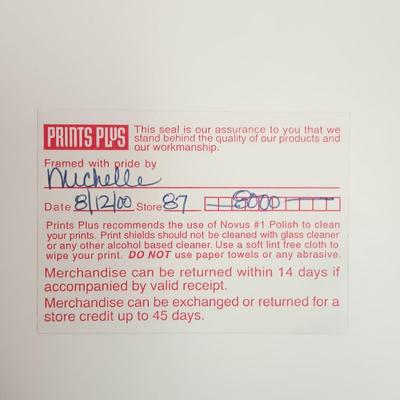 PRINTS PLUS This seal is our assurance to you that we
stand behind the quality of our products and
our workmanship.
Framed with pride by
Michelle
Date 8/12/00 Store 87 8000
Prints Plus recommends the use of Novus #1 Polish to clean
your prints. Print shields should not be cleaned with glass cleaner
or any other alcohol based cleaner. Use a soft lint free cloth to
wipe your print. DO NOT use paper towels or any abrasive.
Merchandise can be returned within 14 days if
accompanied by valid receipt.
Merchandise can be exchanged or returned for a
store credit up to 45 days.